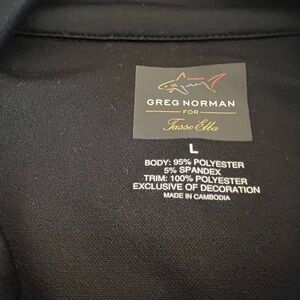 GREG NORMAN
FOR
Tasso Elba
L
BODY: 95% POLYESTER
5% SPANDEX
TRIM: 100% POLYESTER
EXCLUSIVE OF DECORATION
MADE IN CAMBODIA